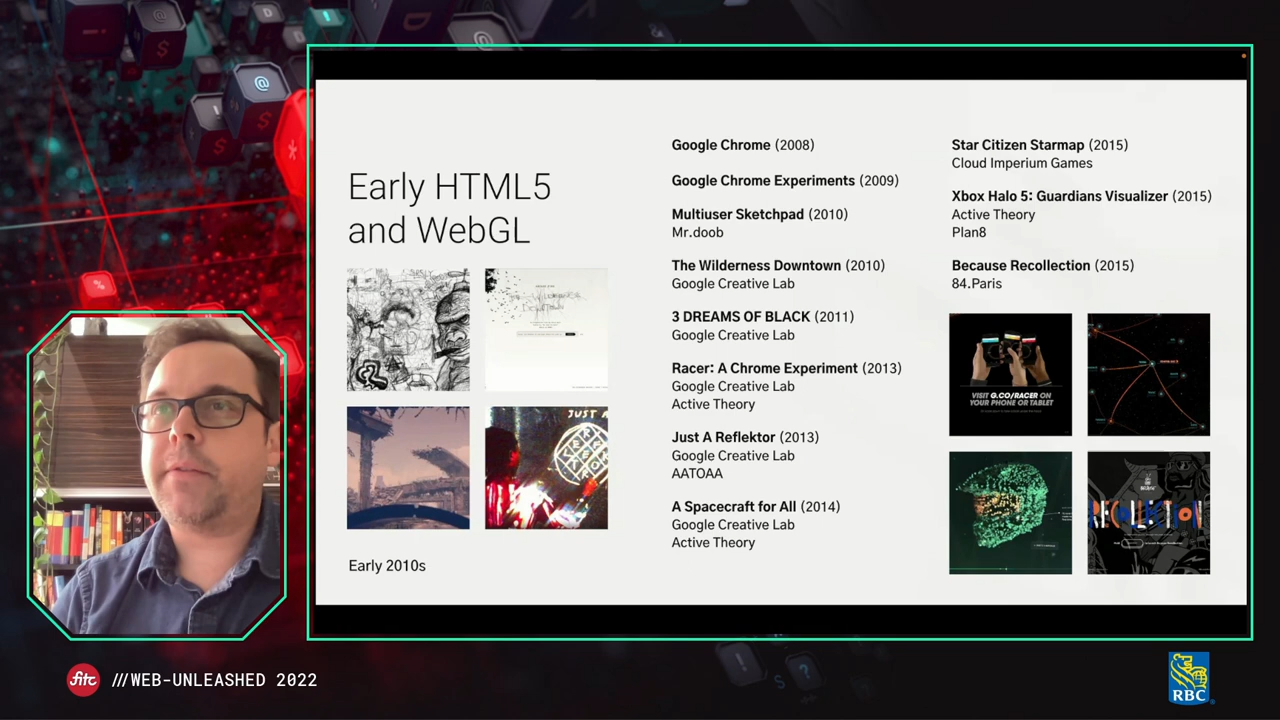 Early HTML5
and WebGL
Early 2010s
Google Chrome (2008)
Google Chrome Experiments (2009)
Multiuser Sketchpad (2010)
Mr.doob
The Wilderness Downtown (2010)
Google Creative Lab
3 DREAMS OF BLACK (2011)
Google Creative Lab
Racer: A Chrome Experiment (2013)
Google Creative Lab
Active Theory
Just A Reflektor (2013)
Google Creative Lab
AATOAA
A Spacecraft for All (2014)
Google Creative Lab
Active Theory
Star Citizen Starmap (2015)
Cloud Imperium Games
Xbox Halo 5: Guardians Visualizer (2015)
Active Theory
Plan8
Because Recollection (2015)
84.Paris
JUST A
VISIT G.CO/RACER ON
YOUR PHONE OR TABLET
RECOLLECTION
fitc
///WEB-UNLEASHED 2022
RBC